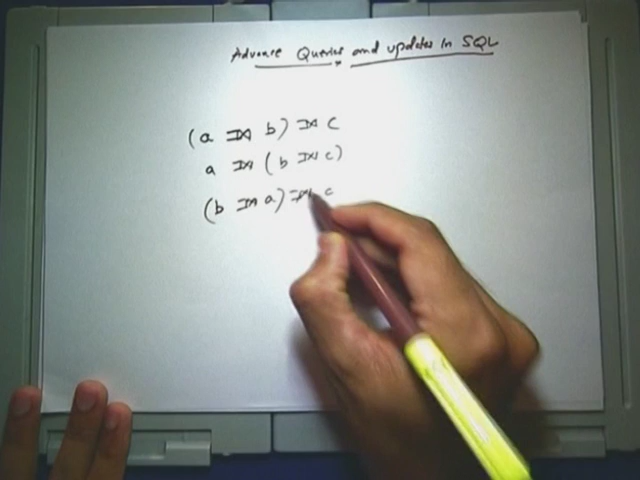 Advance Queries and updates in SQL
(a ⟕ b) ⟕ c
a ⟕ (b ⟕ c)
(b ⟕ a) ⟕ c